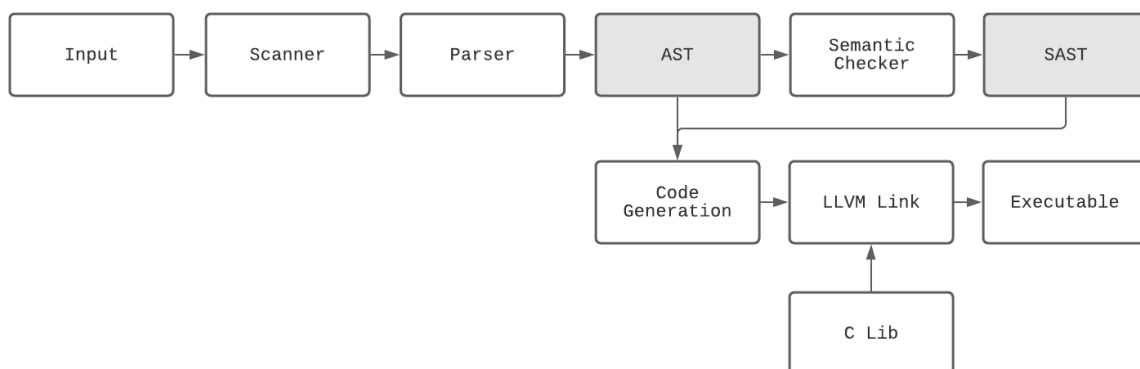 Input
Scanner
Parser
AST
Semantic
Checker
SAST
Code
Generation
LLVM Link
Executable
C Lib